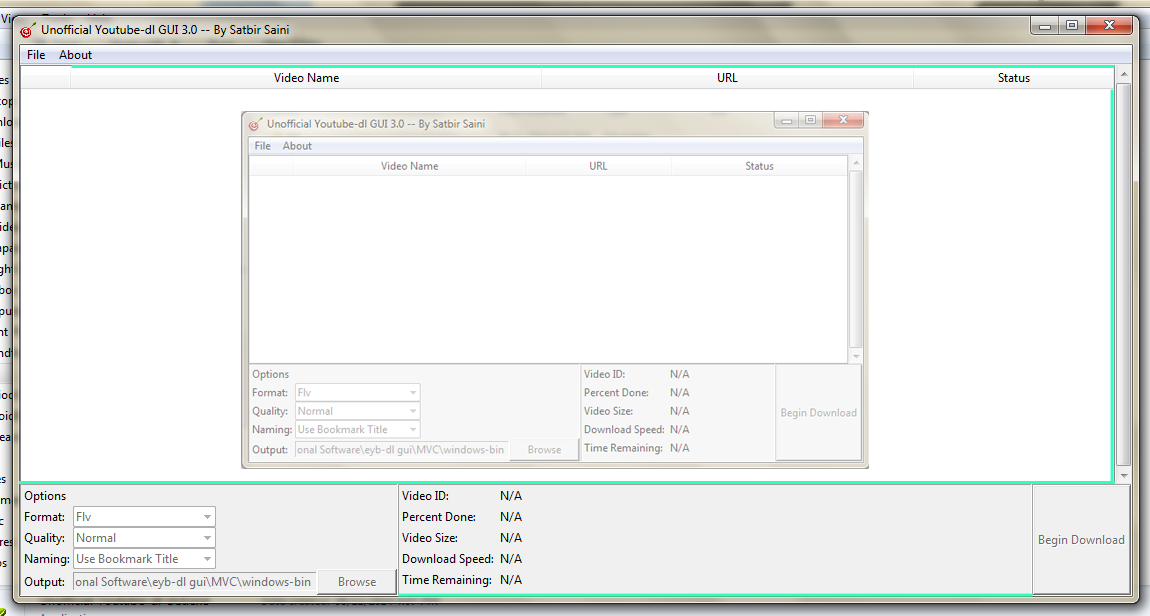 Unofficial Youtube-dl GUI 3.0 -- By Satbir Saini
File About
Video Name URL Status
Unofficial Youtube-dl GUI 3.0 -- By Satbir Saini
File About
Video Name URL Status
Options
Format: Flv
Quality: Normal
Naming: Use Bookmark Title
Output: onal Software\eyb-dl gui\MVC\windows-bin Browse
Video ID: N/A
Percent Done: N/A
Video Size: N/A
Download Speed: N/A
Time Remaining: N/A
Begin Download
Options
Format: Flv
Quality: Normal
Naming: Use Bookmark Title
Output: onal Software\eyb-dl gui\MVC\windows-bin Browse
Video ID: N/A
Percent Done: N/A
Video Size: N/A
Download Speed: N/A
Time Remaining: N/A
Begin Download